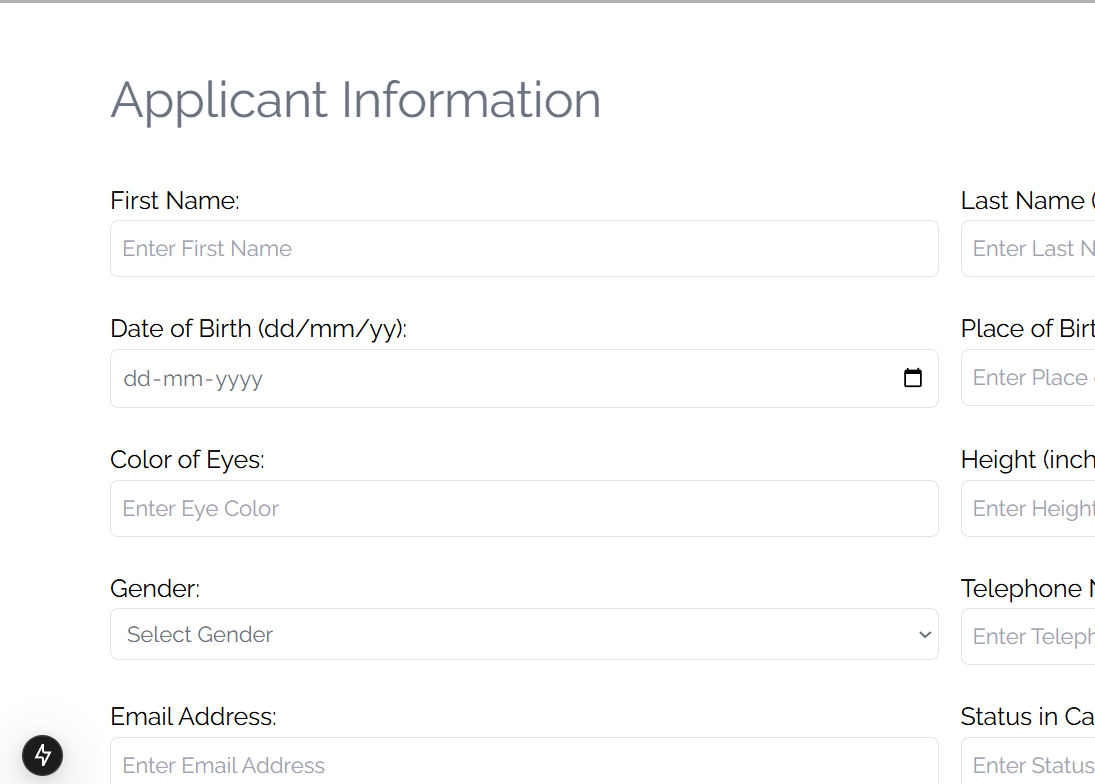 Applicant Information
First Name:
Last Name (
Enter First Name
Enter Last N
Date of Birth (dd/mm/yy):
Place of Birt
dd-mm-yyyy
Enter Place
Color of Eyes:
Height (inch
Enter Eye Color
Enter Height
Gender:
Telephone N
Select Gender
Enter Teleph
Email Address:
Status in Ca
Enter Email Address
Enter Status